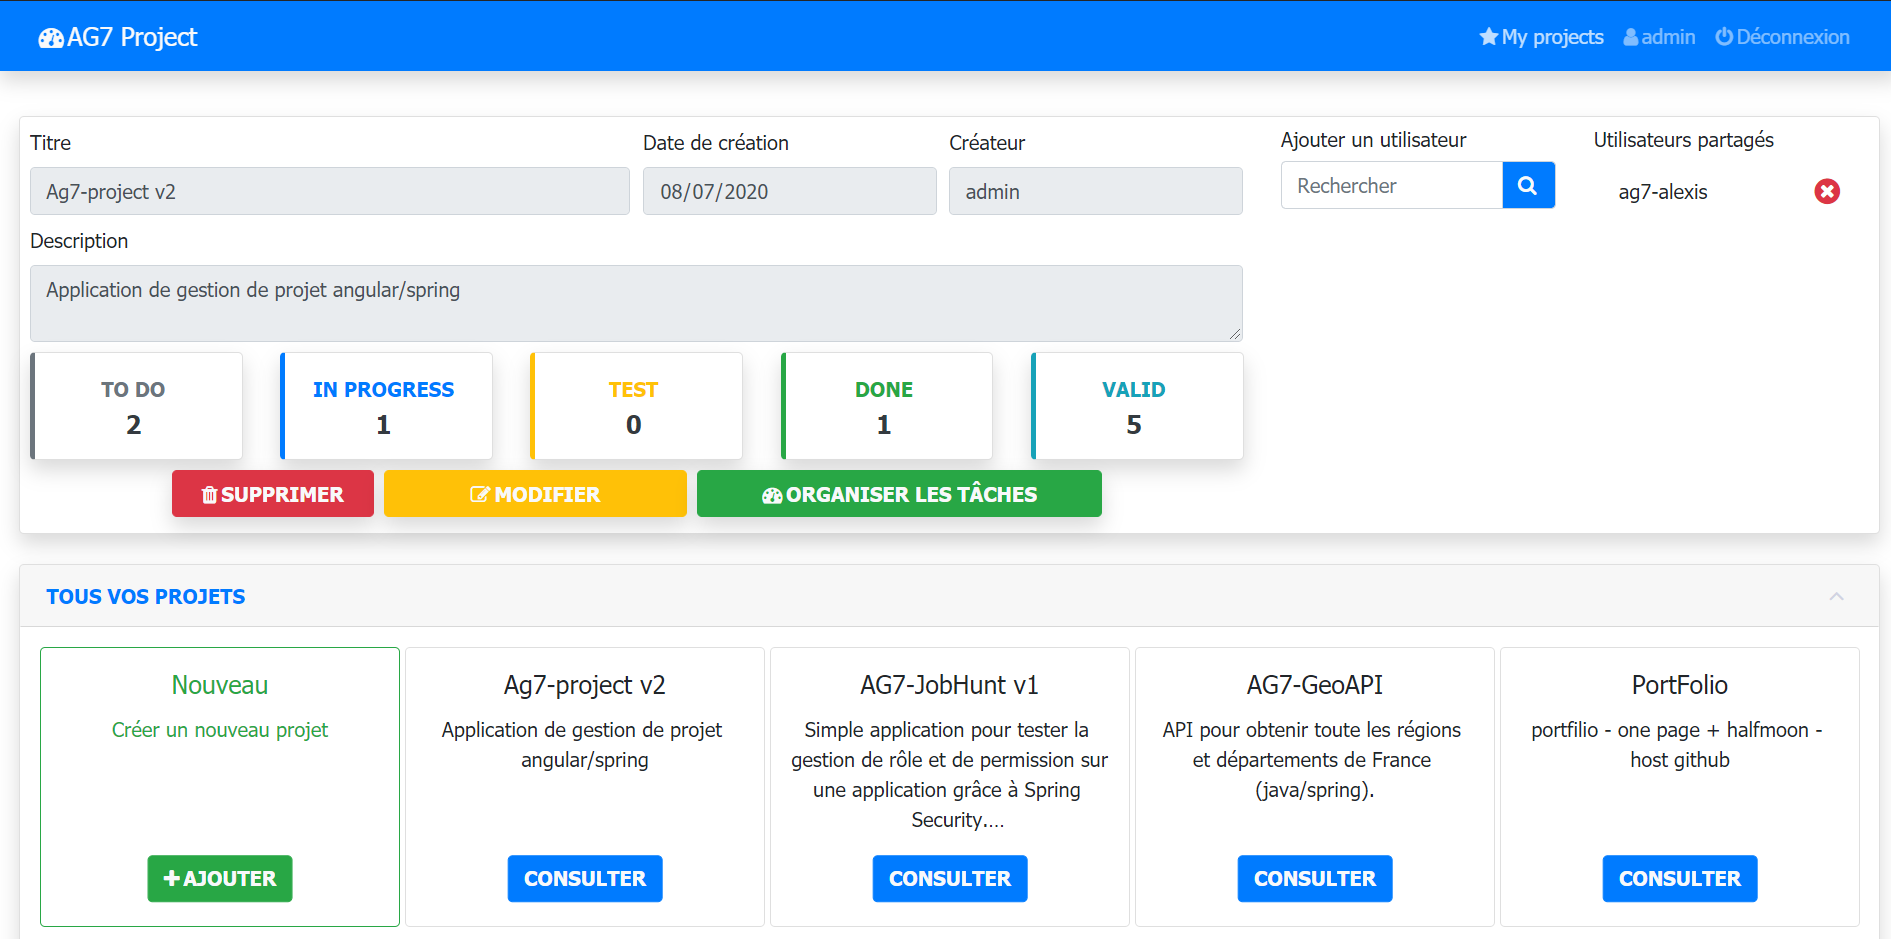 AG7 Project
My projects
admin
Déconnexion
Titre
Date de création
Créateur
Ajouter un utilisateur
Utilisateurs partagés
Ag7-project v2
08/07/2020
admin
Rechercher
ag7-alexis
Description
Application de gestion de projet angular/spring
TO DO
2
IN PROGRESS
1
TEST
0
DONE
1
VALID
5
SUPPRIMER
MODIFIER
ORGANISER LES TÂCHES
TOUS VOS PROJETS
Nouveau
Créer un nouveau projet
AJOUTER
Ag7-project v2
Application de gestion de projet
angular/spring
CONSULTER
AG7-JobHunt v1
Simple application pour tester la
gestion de rôle et de permission sur
une application grâce à Spring
Security....
CONSULTER
AG7-GeoAPI
API pour obtenir toute les régions
et départements de France
(java/spring).
CONSULTER
PortFolio
portfilio - one page + halfmoon -
host github
CONSULTER